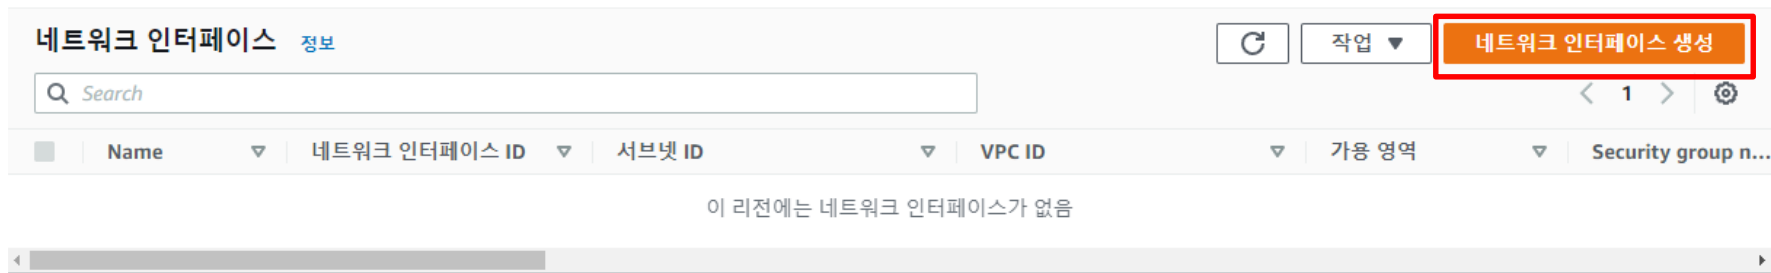 네트워크 인터페이스 정보 작업 네트워크 인터페이스 생성
Search 1
Name 네트워크 인터페이스 ID 서브넷 ID VPC ID 가용 영역 Security group n...
이 리전에는 네트워크 인터페이스가 없음